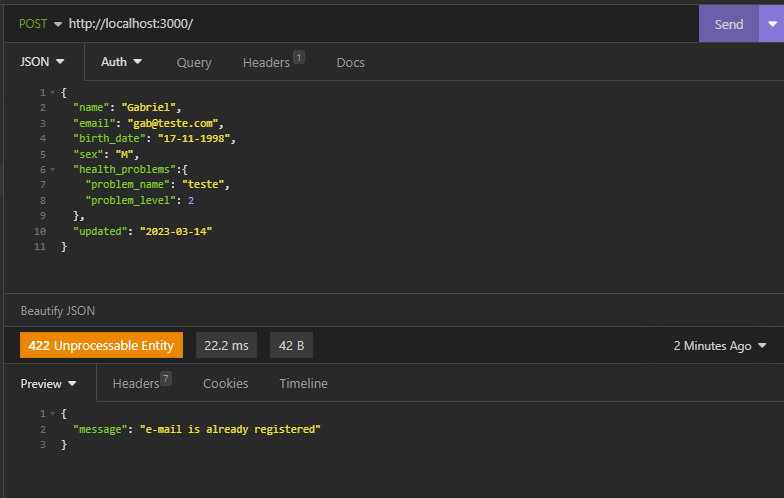 POST http://localhost:3000/ Send
JSON Auth Query Headers 1 Docs
1 {
2 "name": "Gabriel",
3 "email": "gab@teste.com",
4 "birth_date": "17-11-1998",
5 "sex": "M",
6 "health_problems":{
7 "problem_name": "teste",
8 "problem_level": 2
9 },
10 "updated": "2023-03-14"
11 }
Beautify JSON
422 Unprocessable Entity 22.2 ms 42 B 2 Minutes Ago
Preview Headers 7 Cookies Timeline
1 {
2 "message": "e-mail is already registered"
3 }